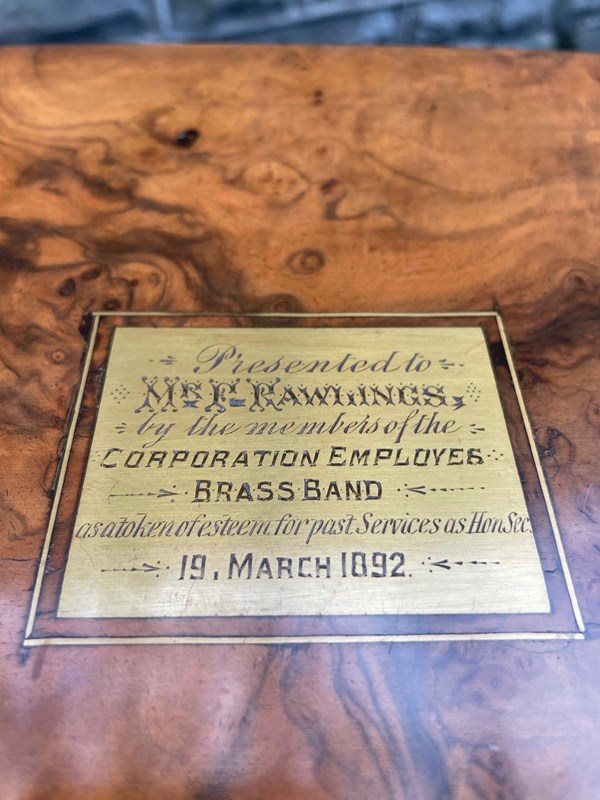 Presented to
Mr. F. Rawlings,
by the members of the
Corporation Employes
Brass Band
as a token of esteem for past Services as Hon Sec.
19, March 1892.